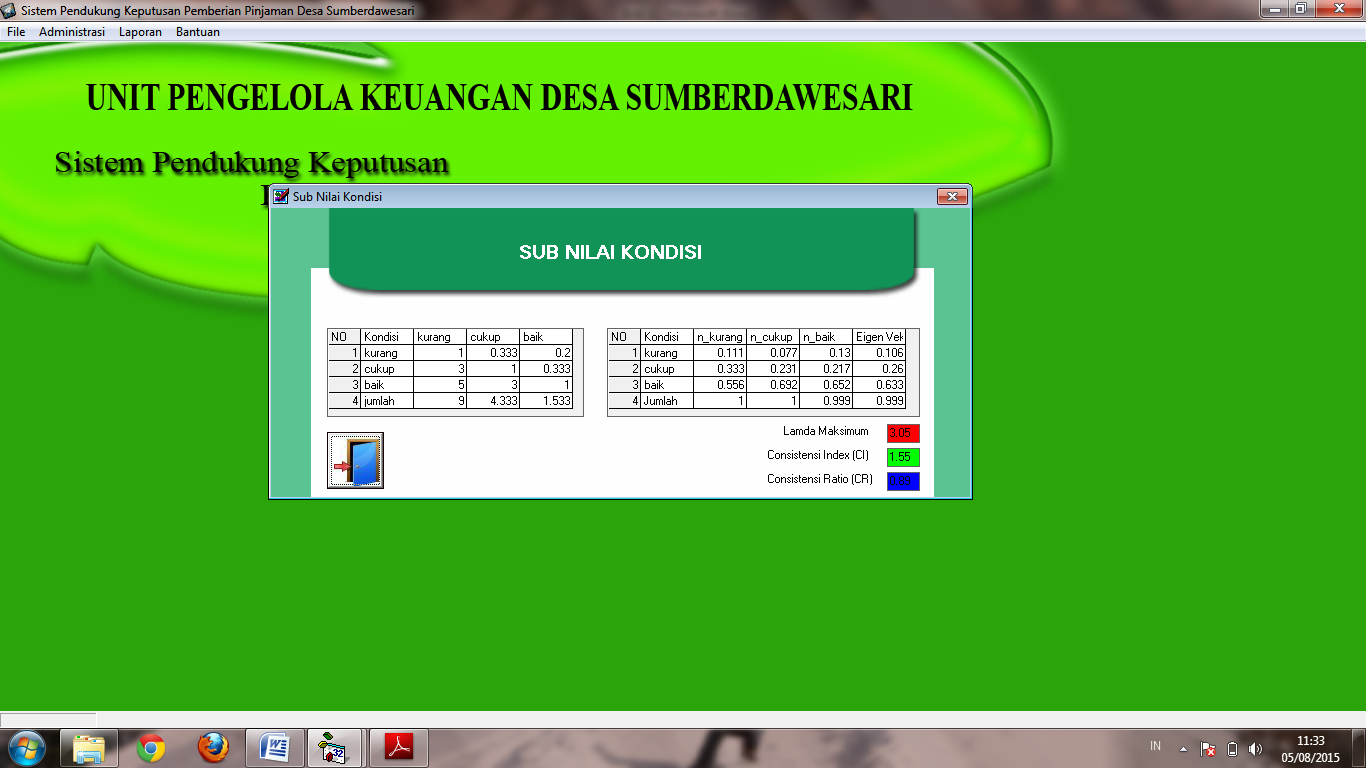 Sistem Pendukung Keputusan Pemberian Pinjaman Desa Sumberdawesari
File Administrasi Laporan Bantuan
UNIT PENGELOLA KEUANGAN DESA SUMBERDAWESARI
Sistem Pendukung Keputusan
Sub Nilai Kondisi
SUB NILAI KONDISI
NO Kondisi kurang cukup baik
1 kurang 1 0.333 0.2
2 cukup 3 1 0.333
3 baik 5 3 1
4 jumlah 9 4.333 1.533
NO Kondisi n_kurang n_cukup n_baik Eigen Vek
1 kurang 0.111 0.077 0.13 0.106
2 cukup 0.333 0.231 0.217 0.26
3 baik 0.556 0.692 0.652 0.633
4 Jumlah 1 1 0.999 0.999
Lamda Maksimum 3.05
Consistensi Index (CI) 1.55
Consistensi Ratio (CR)
32
IN
11:33
05/08/2015